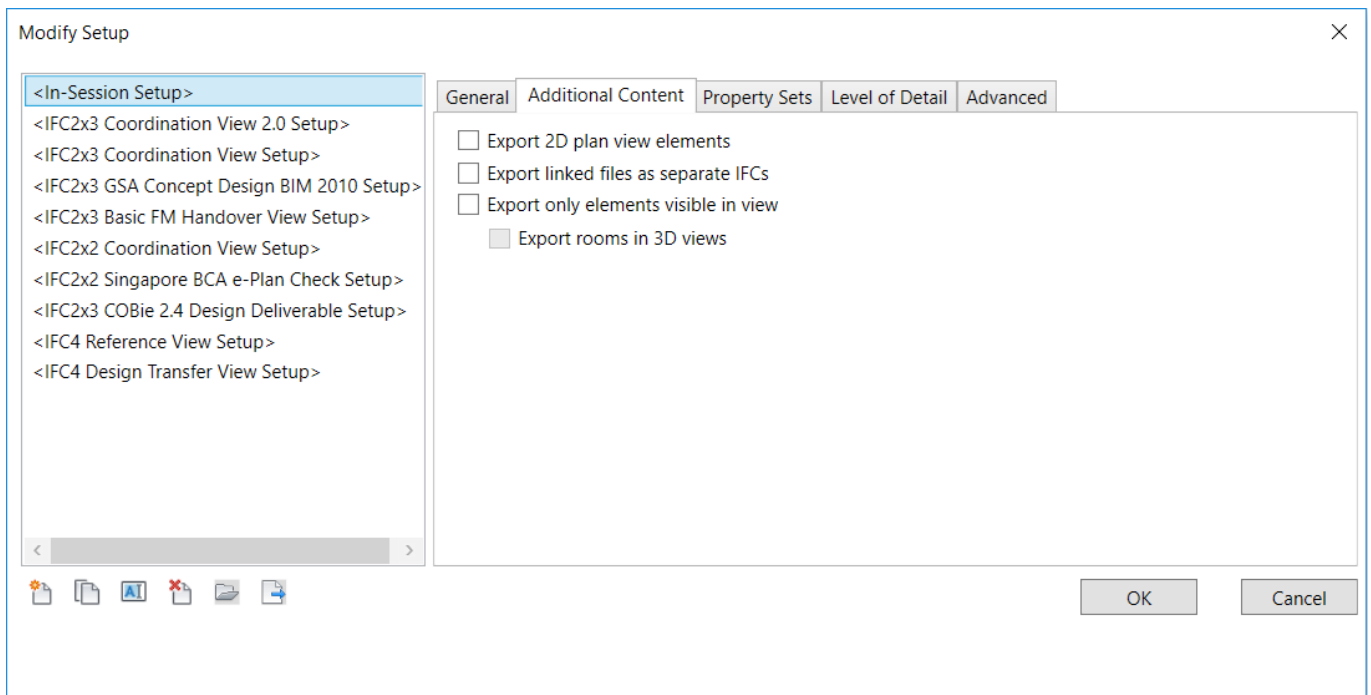 Modify Setup
<In-Session Setup>
<IFC2x3 Coordination View 2.0 Setup>
<IFC2x3 Coordination View Setup>
<IFC2x3 GSA Concept Design BIM 2010 Setup>
<IFC2x3 Basic FM Handover View Setup>
<IFC2x2 Coordination View Setup>
<IFC2x2 Singapore BCA e-Plan Check Setup>
<IFC2x3 COBie 2.4 Design Deliverable Setup>
<IFC4 Reference View Setup>
<IFC4 Design Transfer View Setup>
General Additional Content Property Sets Level of Detail Advanced
Export 2D plan view elements
Export linked files as separate IFCs
Export only elements visible in view
Export rooms in 3D views
AI
OK Cancel